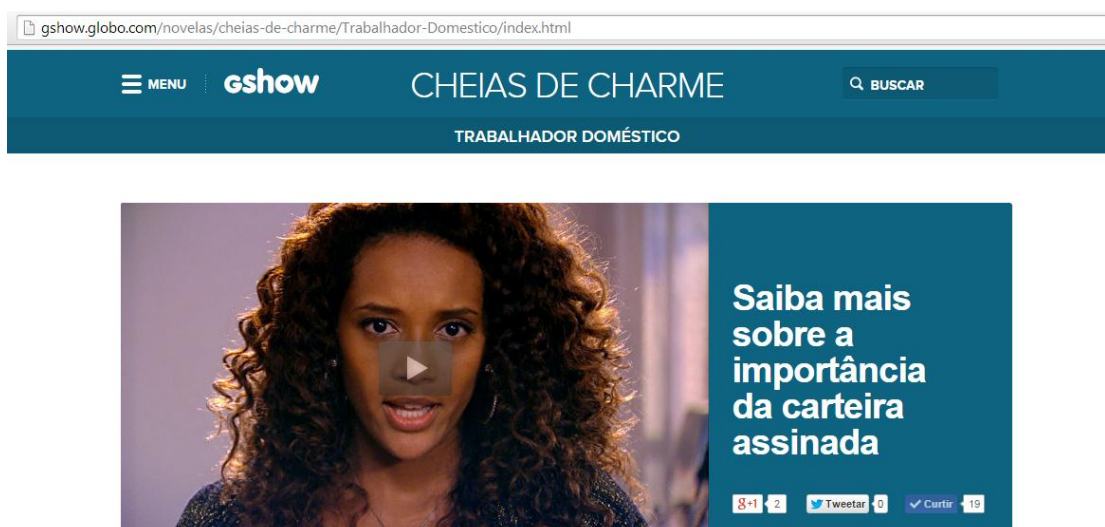 gshow.globo.com/novelas/cheias-de-charme/Trabalhador-Domestico/index.html
MENU gshow CHEIAS DE CHARME BUSCAR
TRABALHADOR DOMÉSTICO
Saiba mais
sobre a
importância
da carteira
assinada
g+1 2 Tweetar 0 Curtir 19